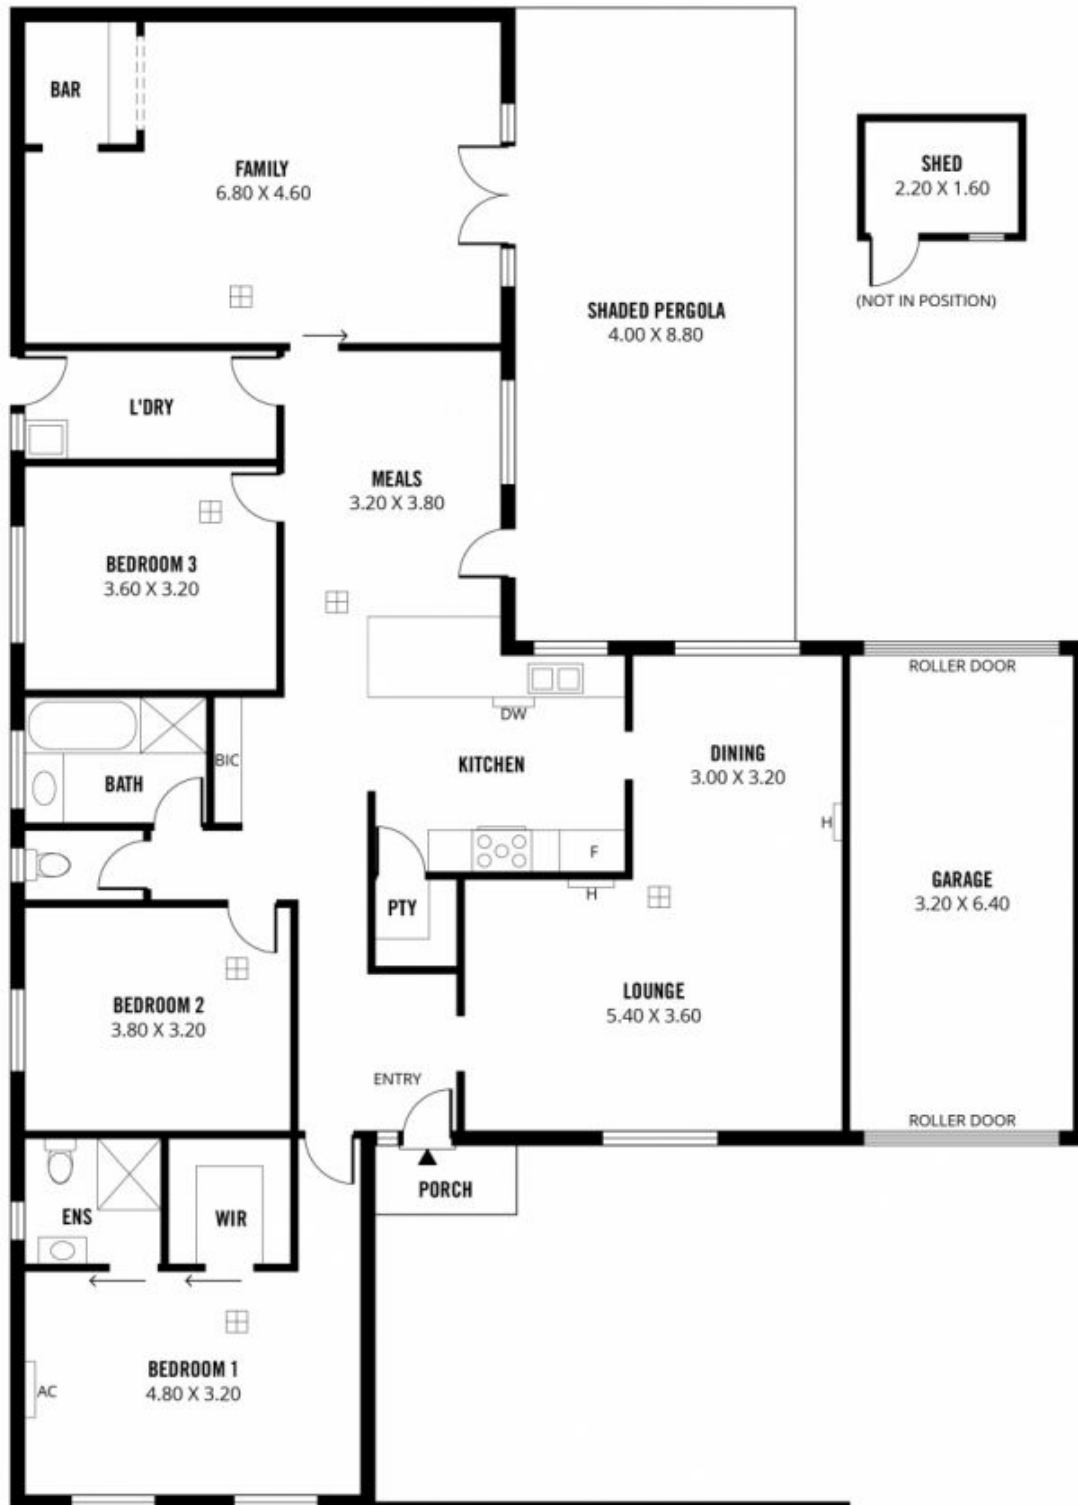 BAR
FAMILY
6.80 X 4.60
SHED
2.20 X 1.60
(NOT IN POSITION)
SHADED PERGOLA
4.00 X 8.80
L'DRY
MEALS
3.20 X 3.80
BEDROOM 3
3.60 X 3.20
ROLLER DOOR
DW
BIC
BATH
KITCHEN
DINING
3.00 X 3.20
H
F
H
PTY
GARAGE
3.20 X 6.40
BEDROOM 2
3.80 X 3.20
LOUNGE
5.40 X 3.60
ENTRY
ROLLER DOOR
PORCH
ENS
WIR
BEDROOM 1
4.80 X 3.20
AC